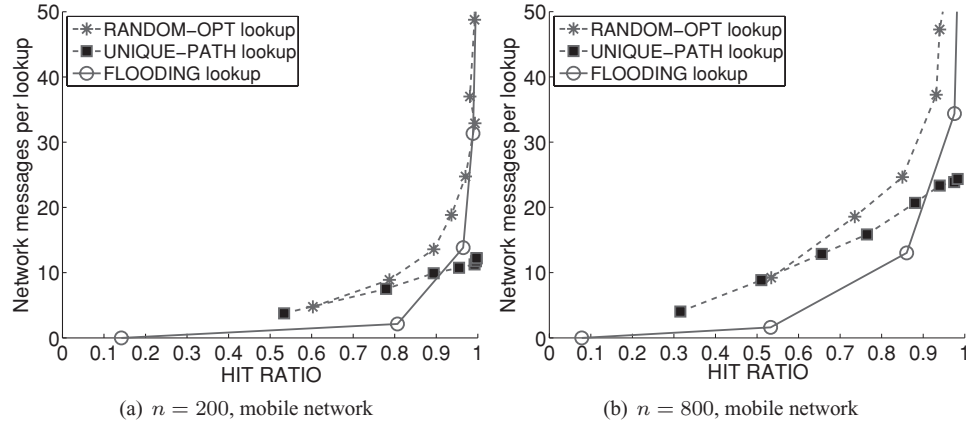 50
40
30
20
10
0
Network messages per lookup
RANDOM-OPT lookup
UNIQUE-PATH lookup
FLOODING lookup
0 0.1 0.2 0.3 0.4 0.5 0.6 0.7 0.8 0.9 1
HIT RATIO
(a) n = 200, mobile network
50
40
30
20
10
0
Network messages per lookup
RANDOM-OPT lookup
UNIQUE-PATH lookup
FLOODING lookup
0 0.1 0.2 0.3 0.4 0.5 0.6 0.7 0.8 0.9 1
HIT RATIO
(b) n = 800, mobile network